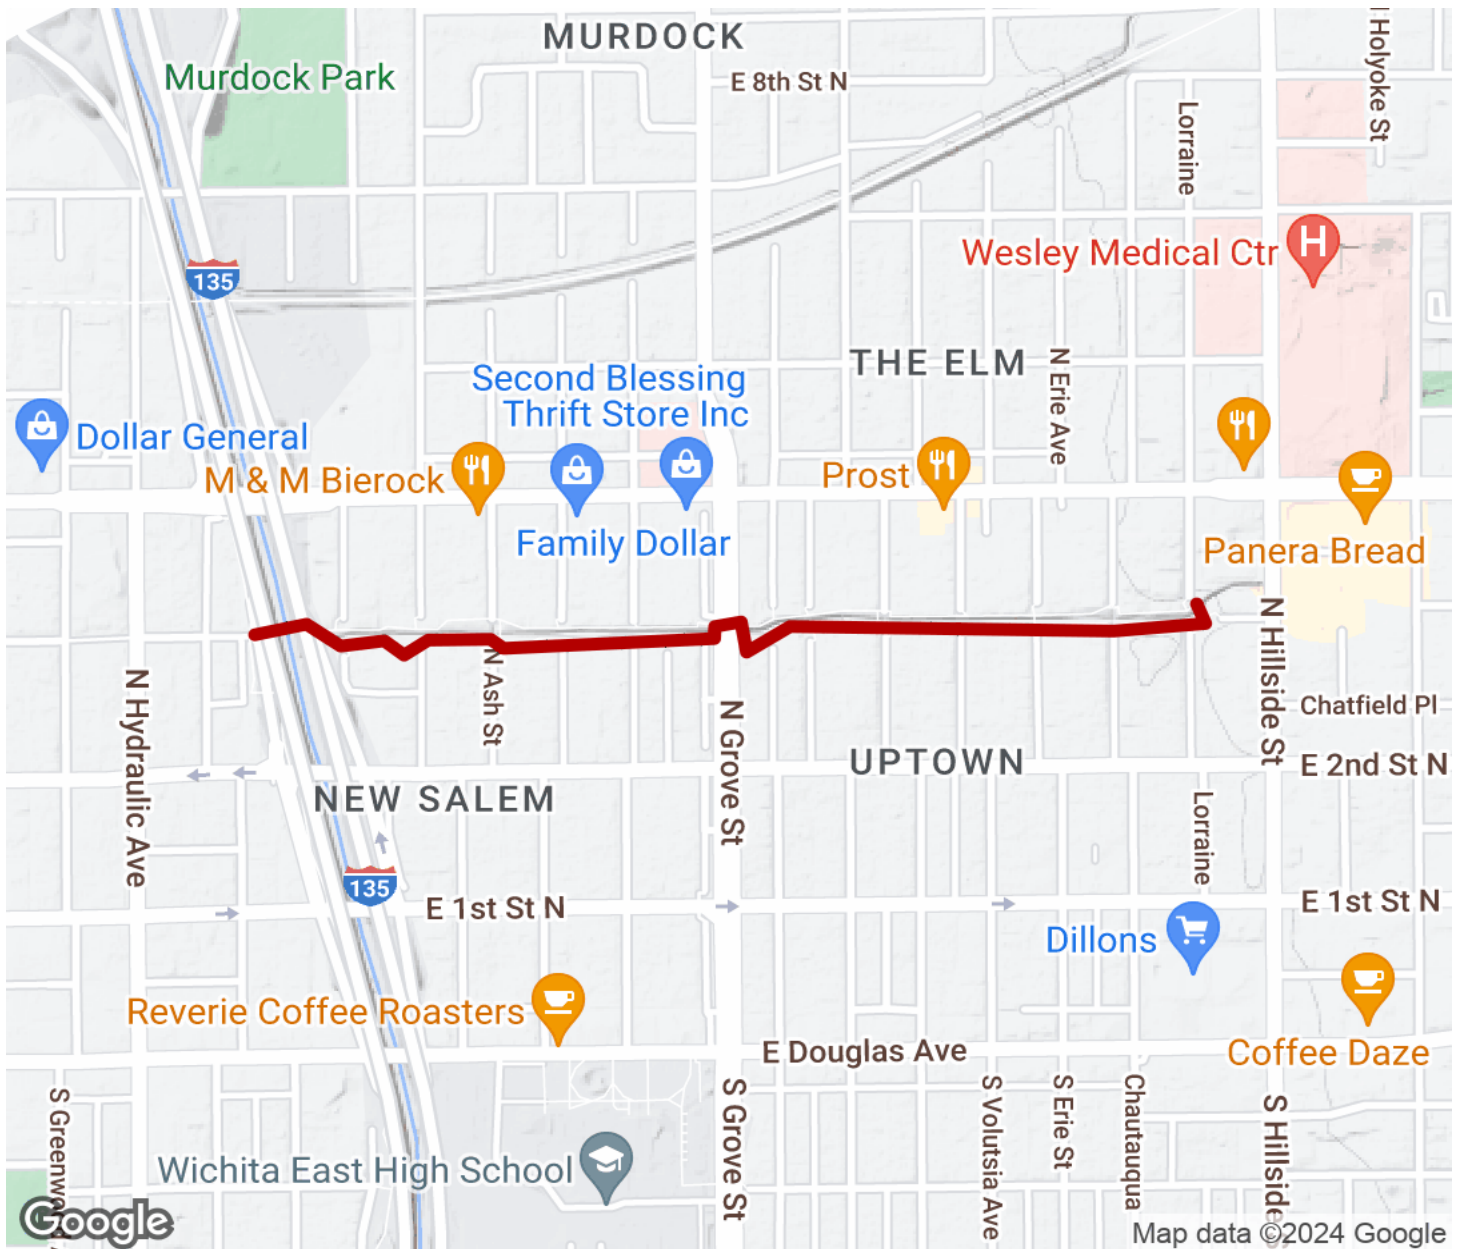 MURDOCK
Murdock Park
E 8th St N
N Holyoke St
Lorraine
Wesley Medical Ctr
H
135
THE ELM
N Erie Ave
Second Blessing
Thrift Store Inc
Dollar General
M & M Bierock
Prost
Family Dollar
Panera Bread
N Hillside St
N Ash St
N Hydraulic Ave
N Grove St
Chatfield Pl
UPTOWN
E 2nd St N
NEW SALEM
Lorraine
135
E 1st St N
E 1st St N
Dillons
Reverie Coffee Roasters
E Douglas Ave
Coffee Daze
S Greenwood
S Grove St
S Volutsia Ave
S Erie St
Chautauqua
S Hillside
Wichita East High School
Google
Map data ©2024 Google